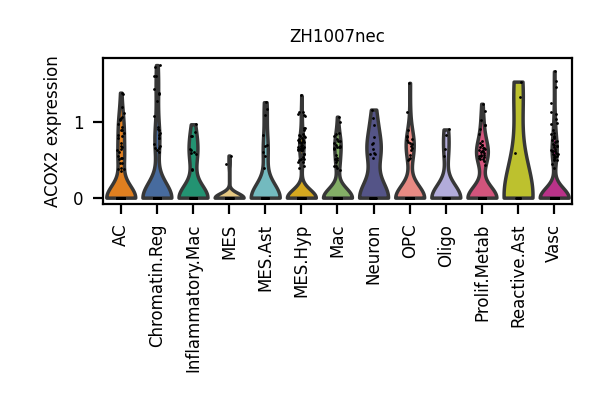 ZH1007nec
ACOX2 expression
1
0
AC
Chromatin.Reg
Inflammatory.Mac
MES
MES.Ast
MES.Hyp
Mac
Neuron
OPC
Oligo
Prolif.Metab
Reactive.Ast
Vasc